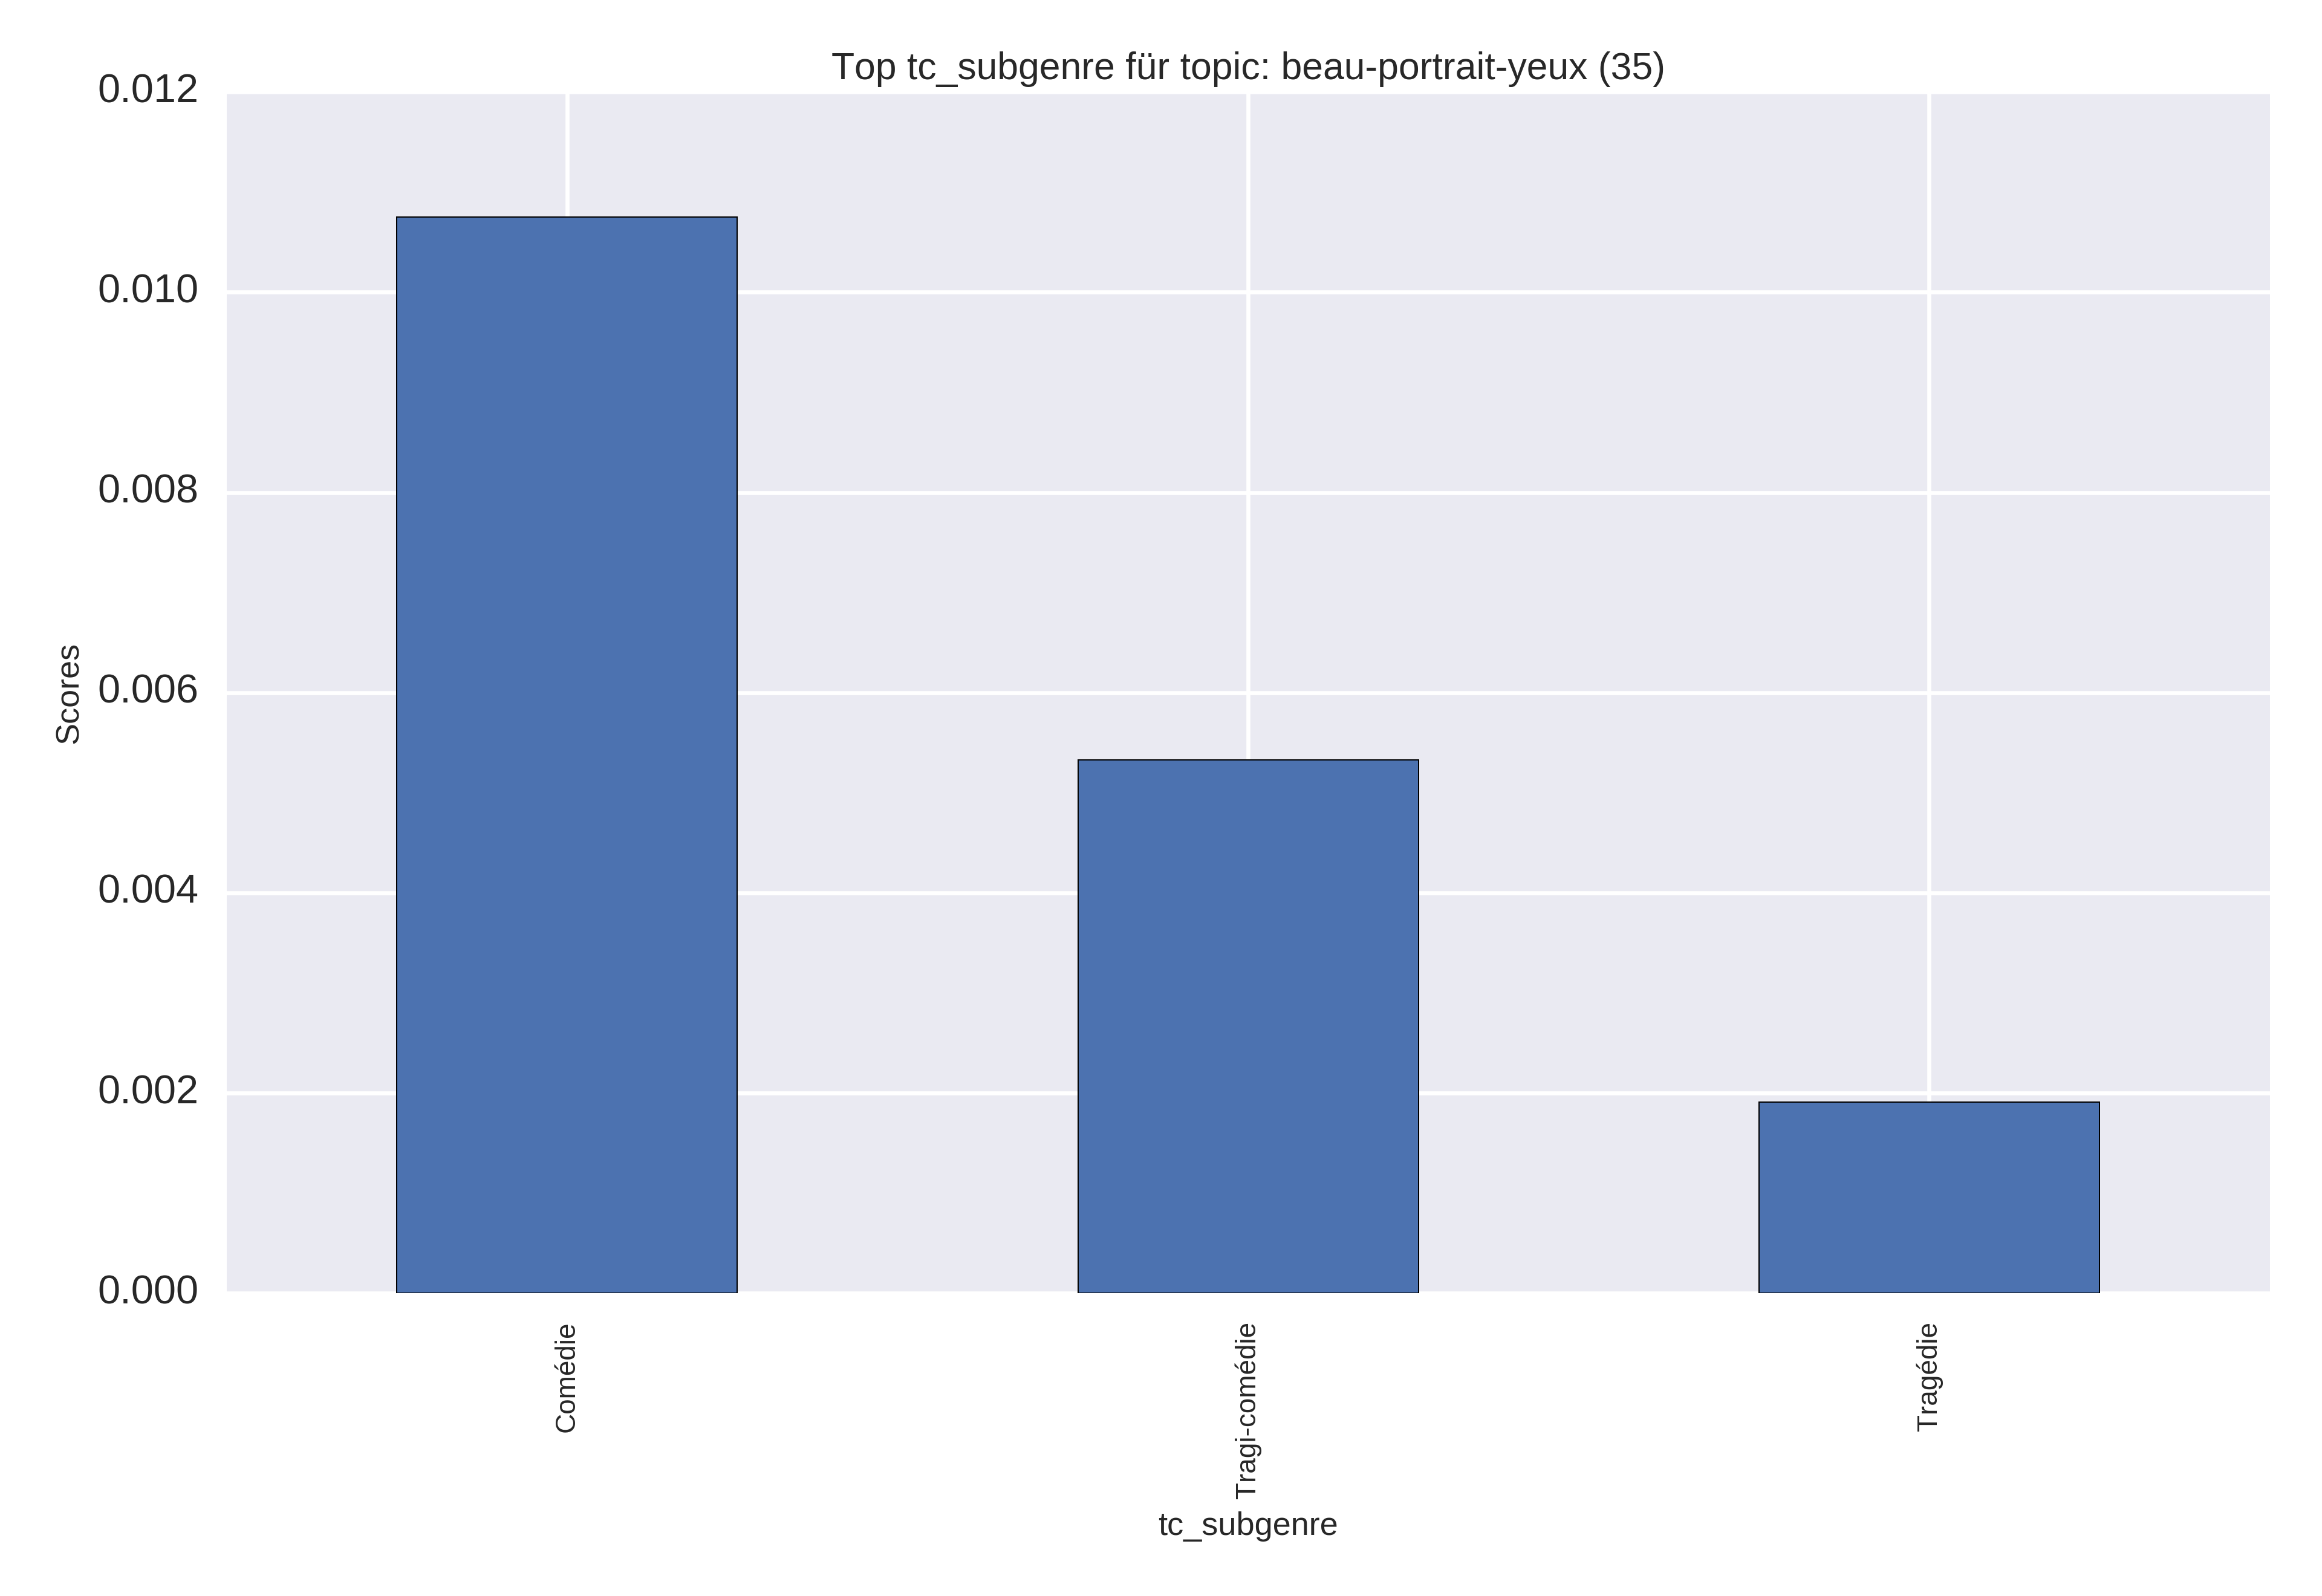 Top tc_subgenre für topic: beau-portrait-yeux (35)
0.012
0.010
0.008
0.006
0.004
0.002
0.000
Scores
Comédie
Tragi-comédie
Tragédie
tc_subgenre